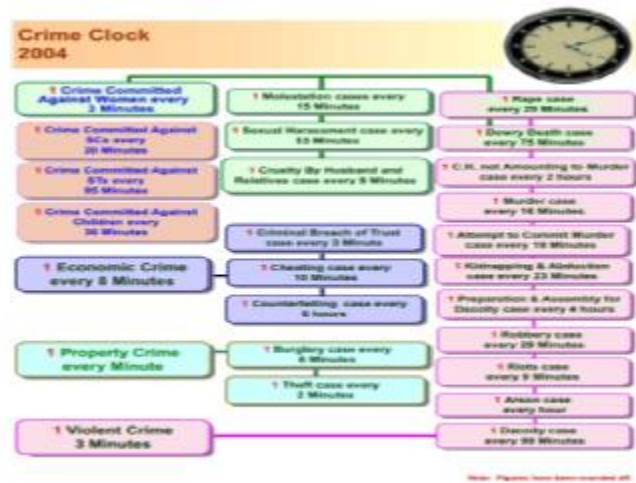 Crime Clock
2004
1 Crime Committed
Against Women every
3 Minutes
1 Crime Committed Against
SCs every
20 Minutes
1 Crime Committed Against
STs every
95 Minutes
1 Crime Committed Against
Children every
36 Minutes
1 Economic Crime
every 8 Minutes
1 Property Crime
every Minute
1 Violent Crime
3 Minutes
1 Molestation cases every
15 Minutes
1 Sexual Harassment case every
53 Minutes
1 Cruelty By Husband and
Relatives case every 9 Minutes
1 Criminal Breach of Trust
case every Minute
1 Cheating case every
10 Minutes
1 Counterfeiting case every
6 hours
1 Burglary case every
6 Minutes
1 Theft case every
2 Minutes
1 Rape case
every 29 Minutes
1 Dowry Death case
every 75 Minutes
1 C.H. not Amounting to Murder
case every 2 hours
1 Murder case
every 16 Minutes
1 Attempt to Commit Murder
case every Minutes
1 Kidnapping & Abduction
case every 23 Minutes
1 Preparation & Assembly for
Dacoity case every 4 hours
1 Robbery case
every 29 Minutes
1 Riots case
every 9 Minutes
1 Arson case
every hour
1 Dacoity case
every 99 Minutes
Note: Figures have been rounded off